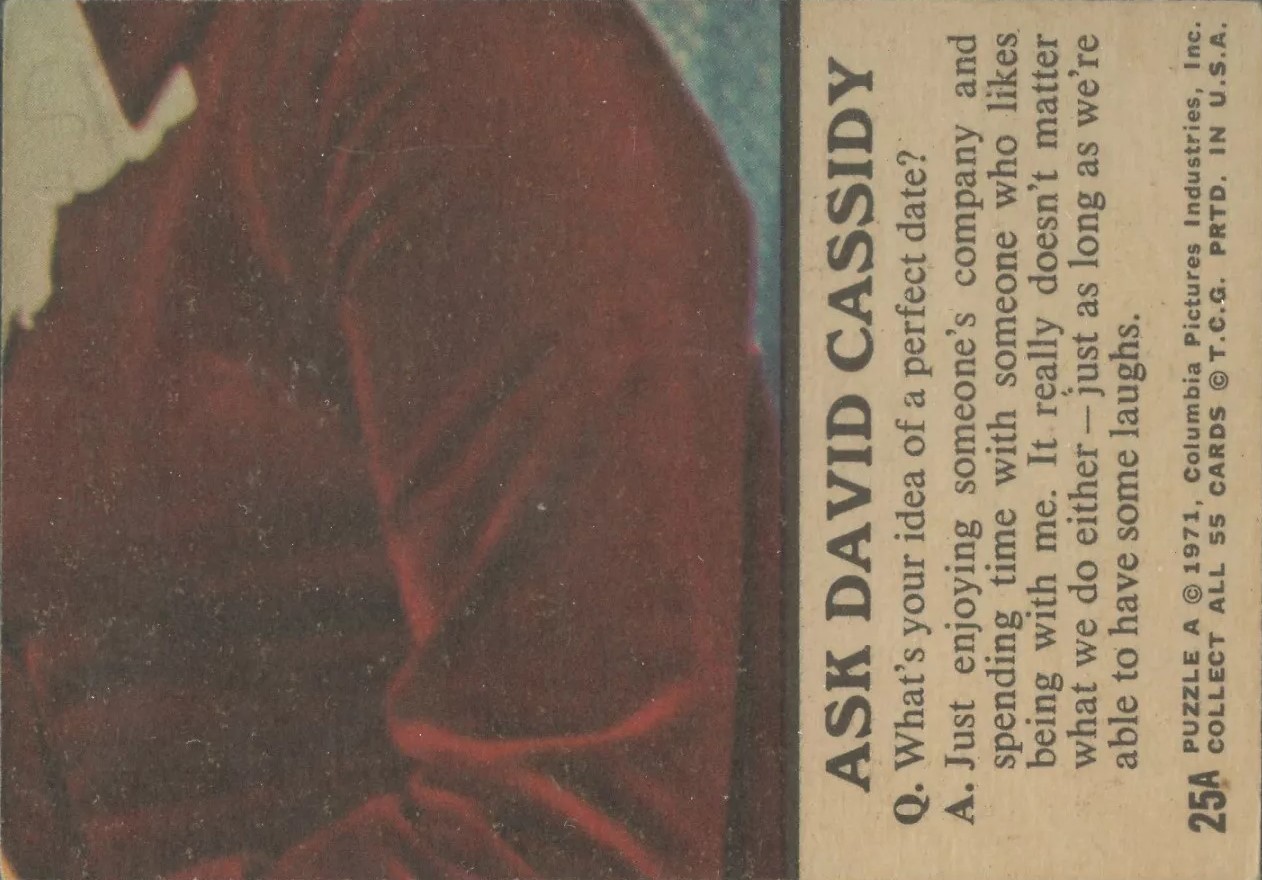 ASK DAVID CASSIDY
Q. What's your idea of a perfect date?
A. Just enjoying someone's company and
spending time with someone who likes
being with me. It really doesn't matter
what we do either—just as long as we're
able to have some laughs.
25A PUZZLE A © 1971, Columbia Pictures Industries, Inc.
COLLECT ALL 55 CARDS © T.C.G. PRTD. IN U.S.A.